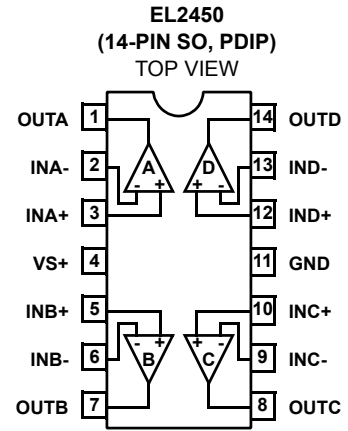 EL2450
(14-PIN SO, PDIP)
TOP VIEW
OUTA 1 14 OUTD
INA- 2 A D 13 IND-
- + + -
INA+ 3 12 IND+
VS+ 4 11 GND
INB+ 5 10 INC+
- + + -
INB- 6 B C 9 INC-
OUTB 7 8 OUTC